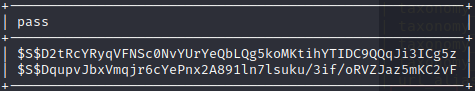 pass
$S$D2tRcYRyqVFNSc0NvYUrYeQbLQg5koMKtihYTIDC9QQqJi3ICg5z
$S$DqupvJbxVmqjr6cYePnx2A891ln7lsuku/3if/oRVZJaz5mKC2vF